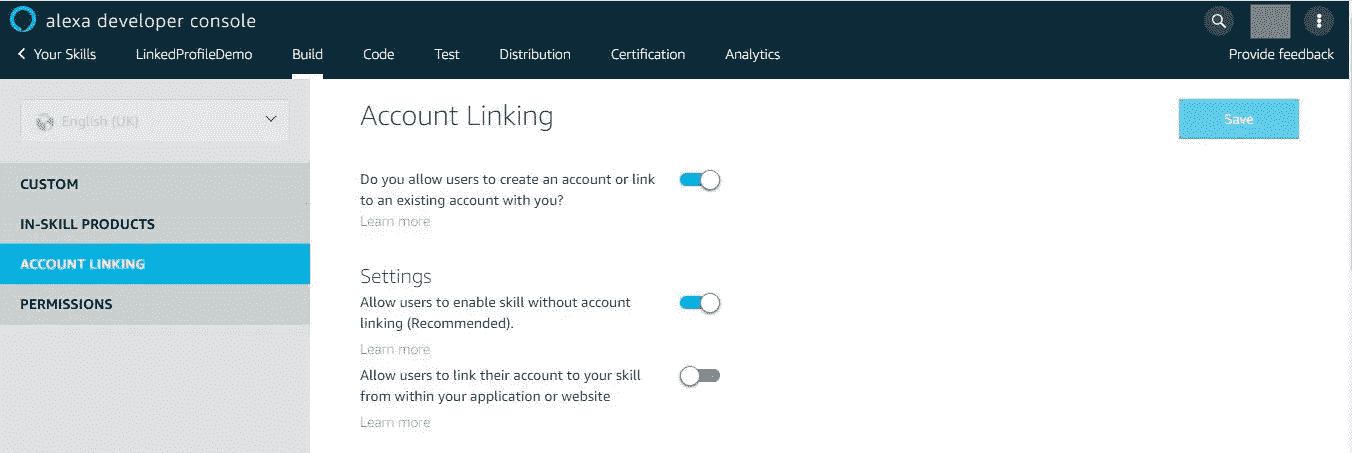 alexa developer console
Your Skills LinkedProfileDemo Build Code Test Distribution Certification Analytics Provide feedback
English (UK)
Account Linking
Save
CUSTOM
IN-SKILL PRODUCTS
ACCOUNT LINKING
PERMISSIONS
Do you allow users to create an account or link
to an existing account with you?
Learn more
Settings
Allow users to enable skill without account
linking (Recommended).
Learn more
Allow users to link their account to your skill
from within your application or website
Learn more